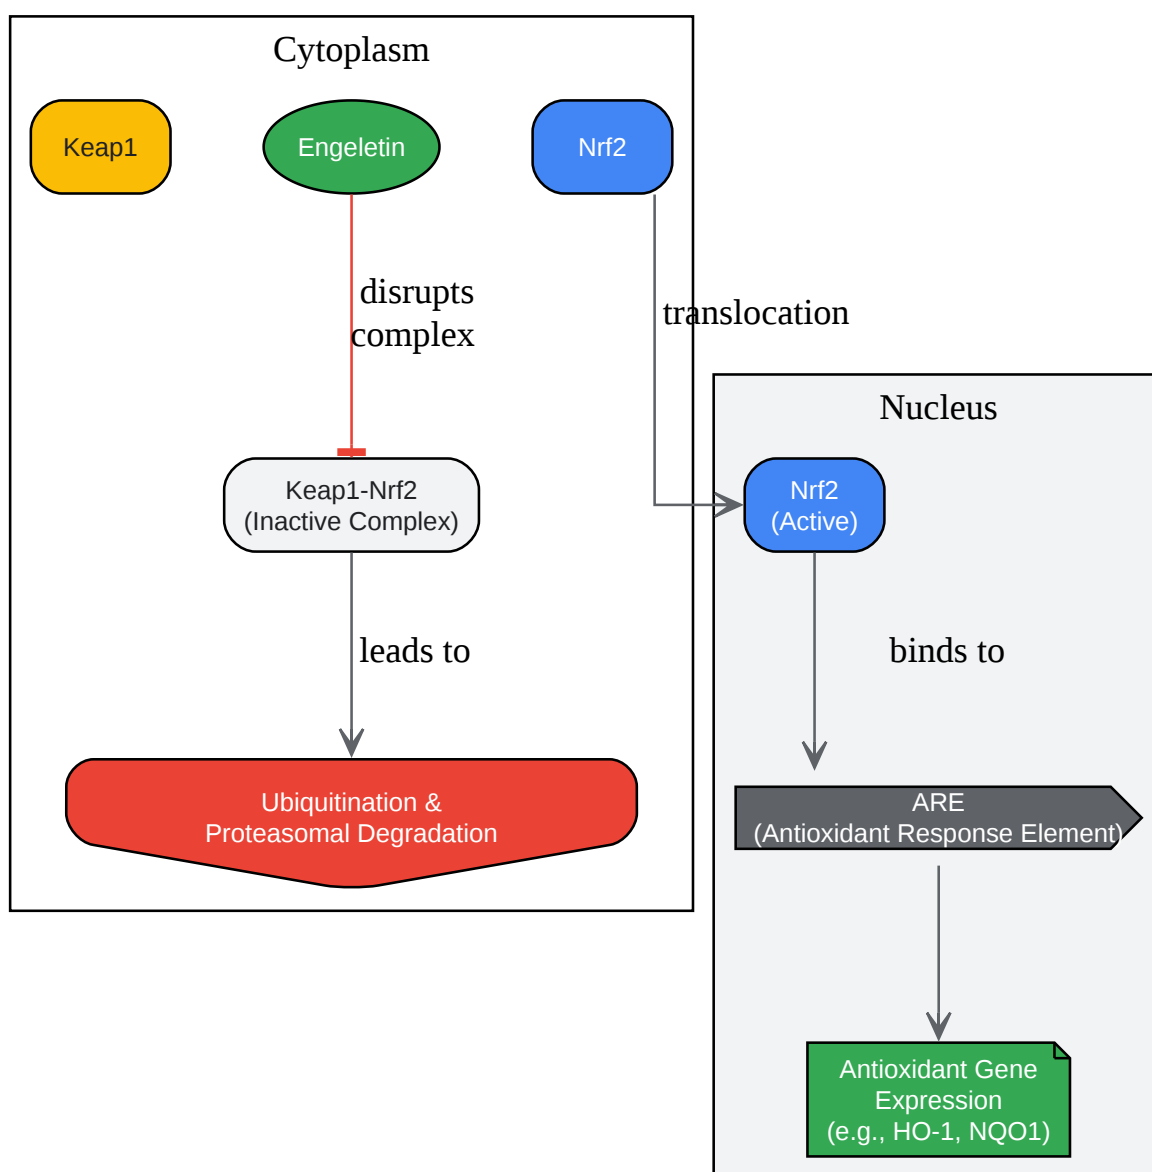 Cytoplasm
Keap1
Engeletin
Nrf2
disrupts
complex
translocation
Nucleus
Keap1-Nrf2
(Inactive Complex)
Nrf2
(Active)
leads to
binds to
Ubiquitination &
Proteasomal Degradation
ARE
(Antioxidant Response Element)
Antioxidant Gene
Expression
(e.g., HO-1, NQO1)